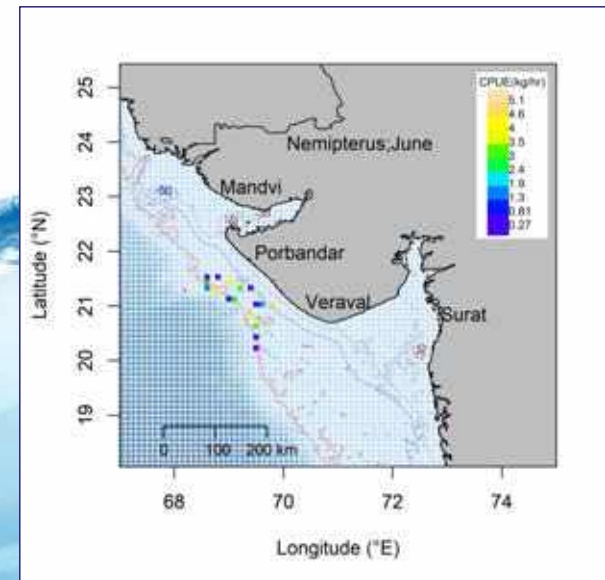 CPUE(kg/hr)
5.1
4.6
4
3.5
3
2.4
1.9
1.3
0.81
0.27
Nemipterus;June
Mandvi
Porbandar
Veraval
Surat
Latitude (°N)
25
24
23
22
21
20
19
0 100 200 km
68 70 72 74
Longitude (°E)